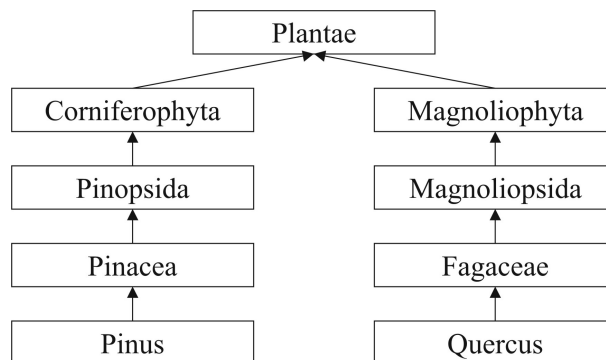 Plantae
Corniferophyta
Magnoliophyta
Pinopsida
Magnoliopsida
Pinacea
Fagaceae
Pinus
Quercus